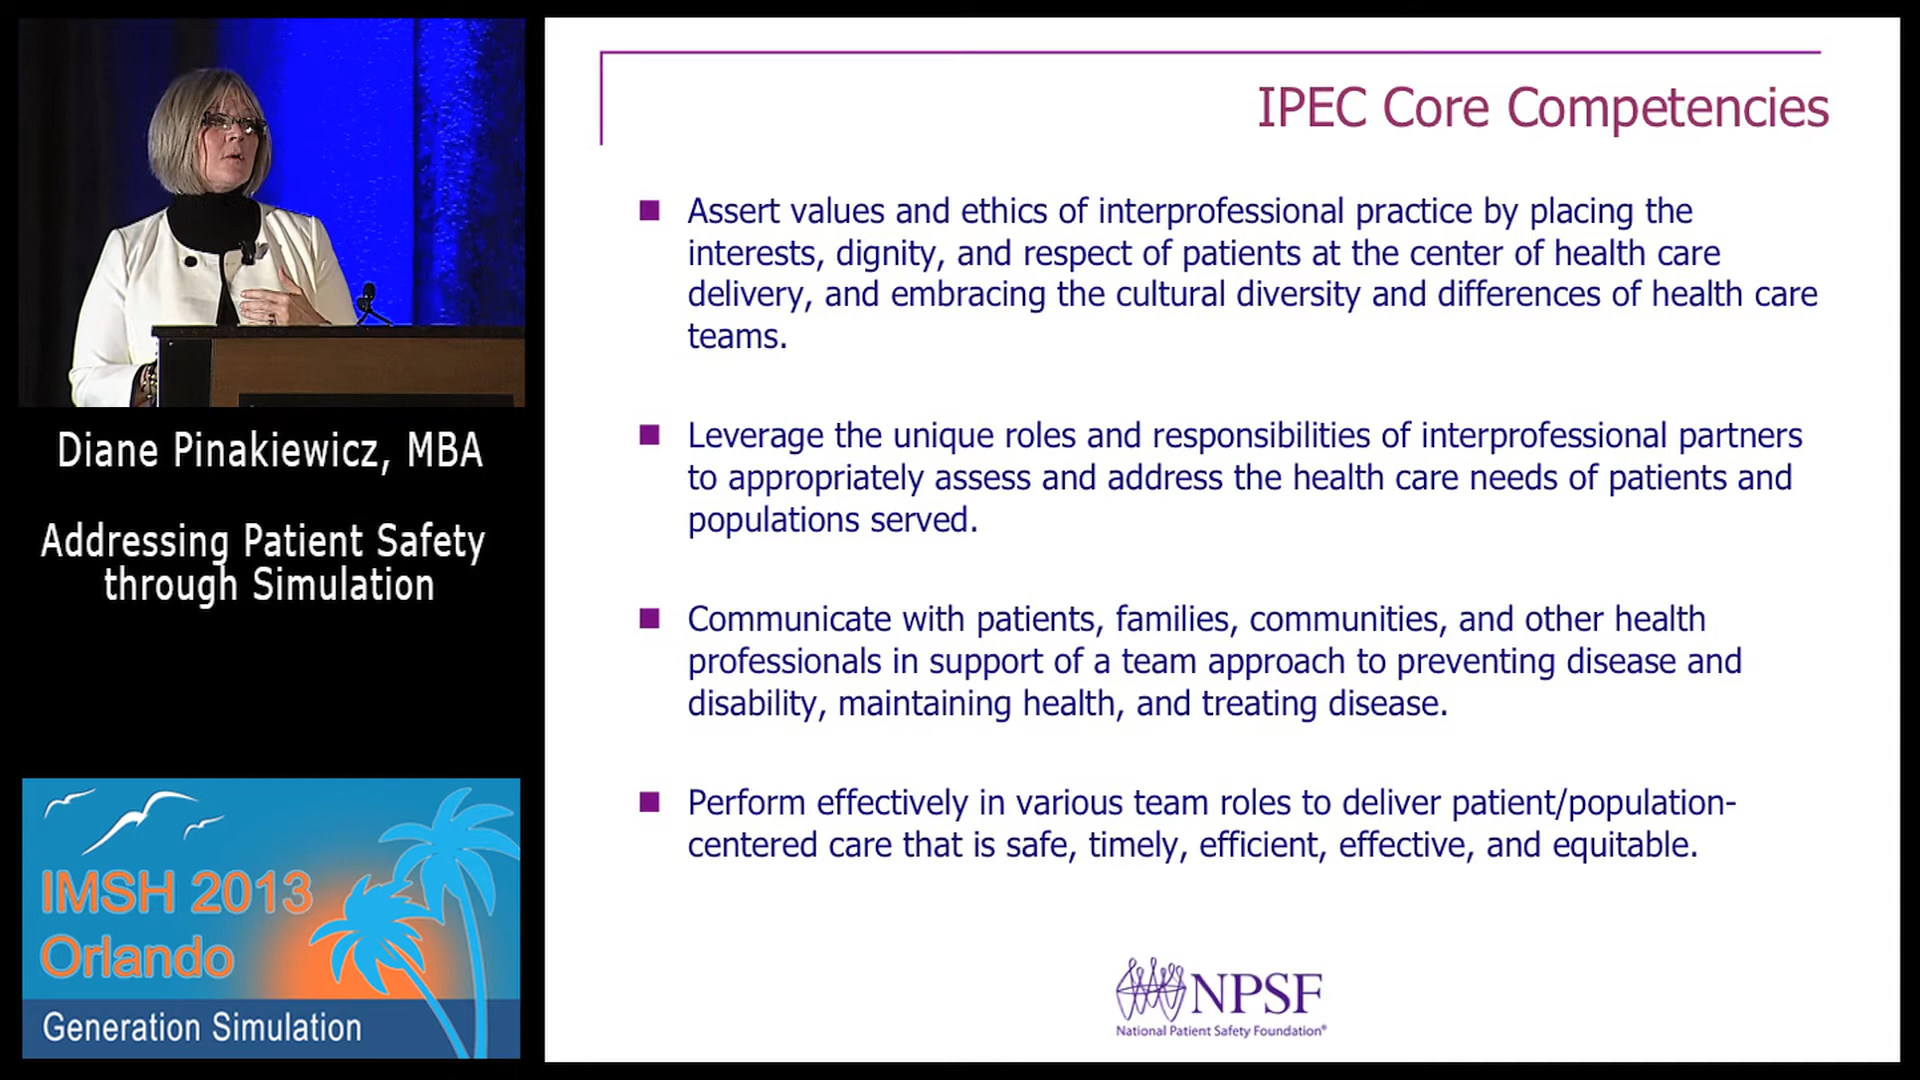 Diane Pinakiewicz, MBA
Addressing Patient Safety
through Simulation
IMSH 2013
Orlando
Generation Simulation
IPEC Core Competencies
Assert values and ethics of interprofessional practice by placing the
interests, dignity, and respect of patients at the center of health care
delivery, and embracing the cultural diversity and differences of health care
teams.
Leverage the unique roles and responsibilities of interprofessional partners
to appropriately assess and address the health care needs of patients and
populations served.
Communicate with patients, families, communities, and other health
professionals in support of a team approach to preventing disease and
disability, maintaining health, and treating disease.
Perform effectively in various team roles to deliver patient/population-
centered care that is safe, timely, efficient, effective, and equitable.
NPSF
National Patient Safety Foundation®